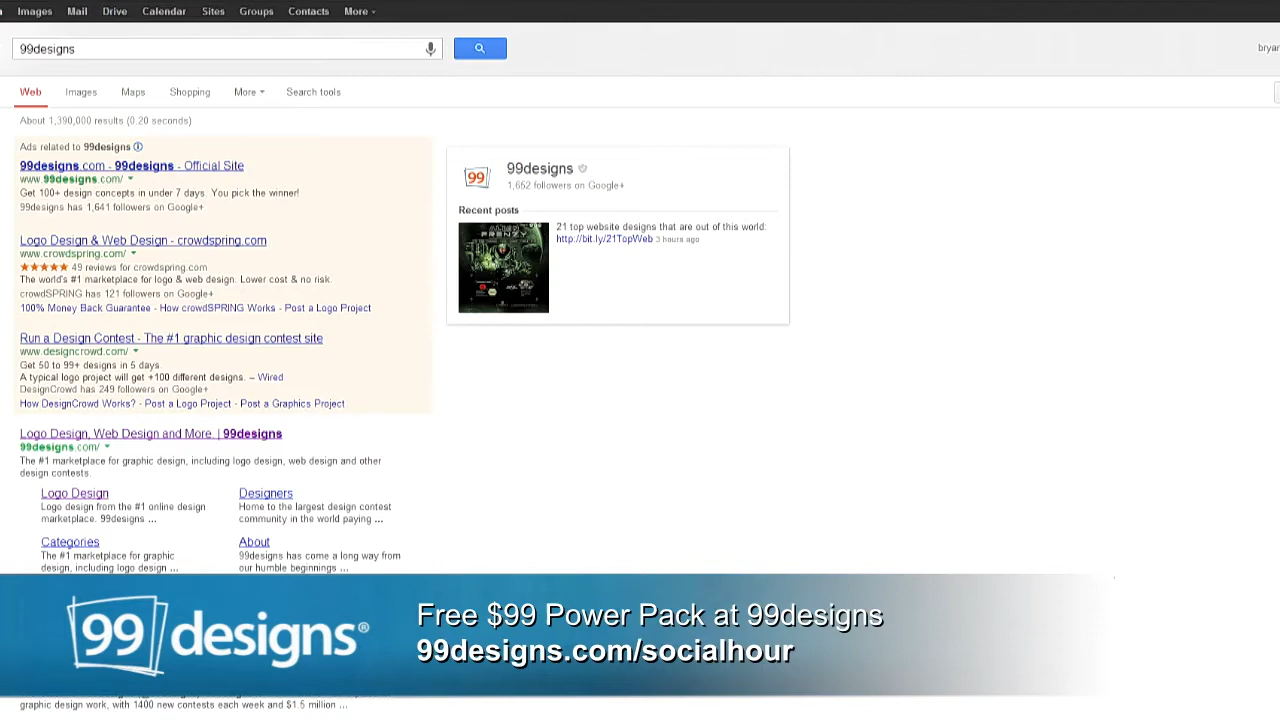 Images Mail Drive Calendar Sites Groups Contacts More
99designs
bryan
Web Images Maps Shopping More Search tools
About 1,390,000 results (0.20 seconds)
Ads related to 99designs
99designs.com - 99designs - Official Site
www.99designs.com/
Get 100+ design concepts in under 7 days. You pick the winner!
99designs has 1,641 followers on Google+
Logo Design & Web Design - crowdspring.com
www.crowdspring.com/
49 reviews for crowdspring.com
The world's #1 marketplace for logo & web design. Lower cost & no risk.
crowdSPRING has 121 followers on Google+
100% Money Back Guarantee - How crowdSPRING Works - Post a Logo Project
Run a Design Contest - The #1 graphic design contest site
www.designcrowd.com/
Get 50 to 99+ designs in 5 days.
A typical logo project will get +100 different designs. – Wired
DesignCrowd has 249 followers on Google+
How DesignCrowd Works? - Post a Logo Project - Post a Graphics Project
99designs
1,652 followers on Google+
Recent posts
21 top website designs that are out of this world:
http://bit.ly/21TopWeb 3 hours ago
Logo Design, Web Design and More. | 99designs
99designs.com/
The #1 marketplace for graphic design, including logo design, web design and other
design contests.
Logo Design
Logo design from the #1 online design
marketplace. 99designs ...
Designers
Home to the largest design contest
community in the world paying ...
Categories
The #1 marketplace for graphic
design, including logo design ...
About
99designs has come a long way from
our humble beginnings ...
99designs®
Free $99 Power Pack at 99designs
99designs.com/socialhour
graphic design work, with 1400 new contests each week and $1.5 million ...